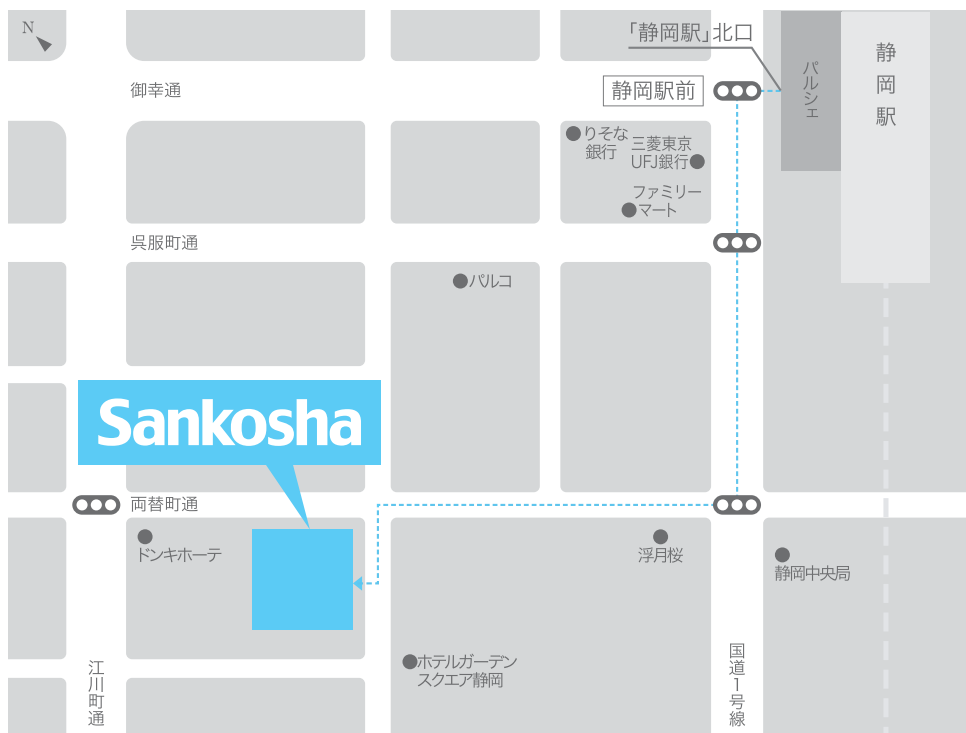 N
「静岡駅」北口
静岡駅
パルシェ
御幸通
静岡駅前
りそな
銀行
三菱東京
UFJ銀行
ファミリー
マート
呉服町通
パルコ
Sankosha
両替町通
ドンキホーテ
浮月桜
静岡中央局
ホテルガーデン
スクエア静岡
江川町通
国道1号線